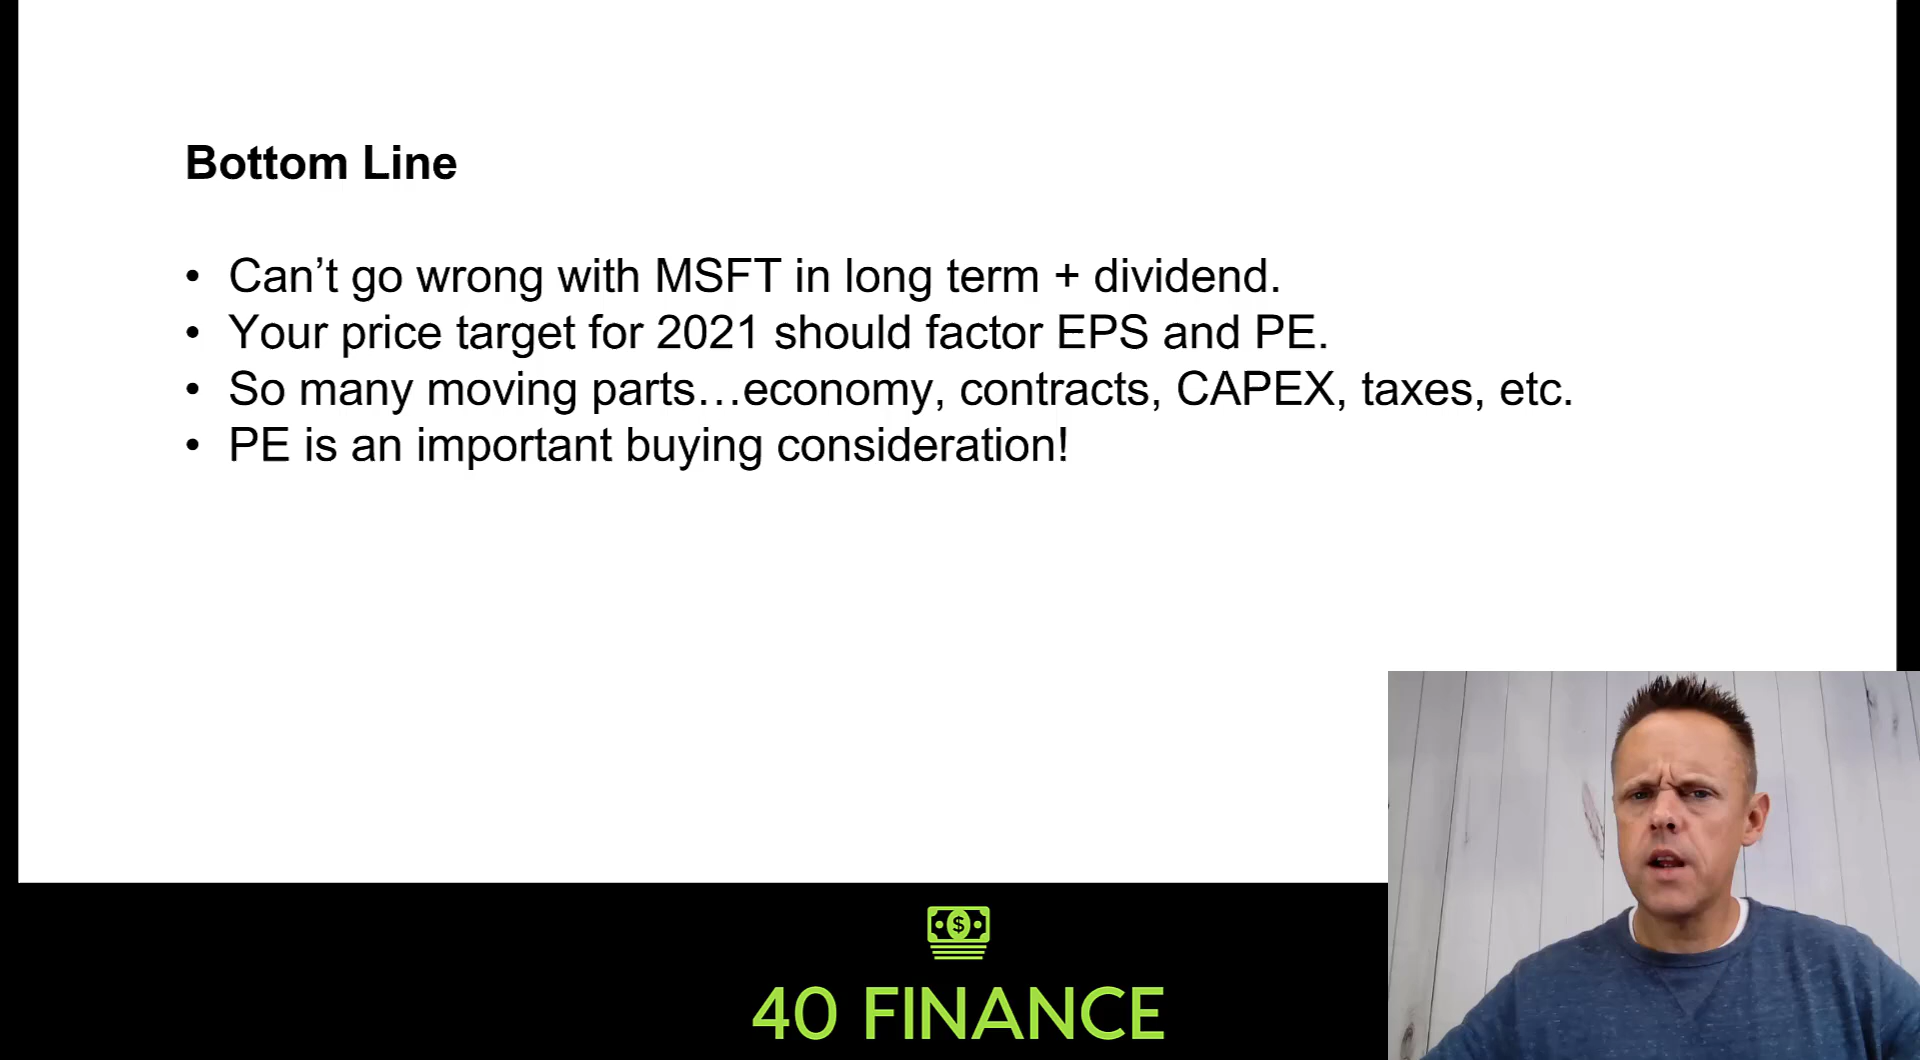 Bottom Line
• Can’t go wrong with MSFT in long term + dividend.
• Your price target for 2021 should factor EPS and PE.
• So many moving parts…economy, contracts, CAPEX, taxes, etc.
• PE is an important buying consideration!
$
40 FINANCE